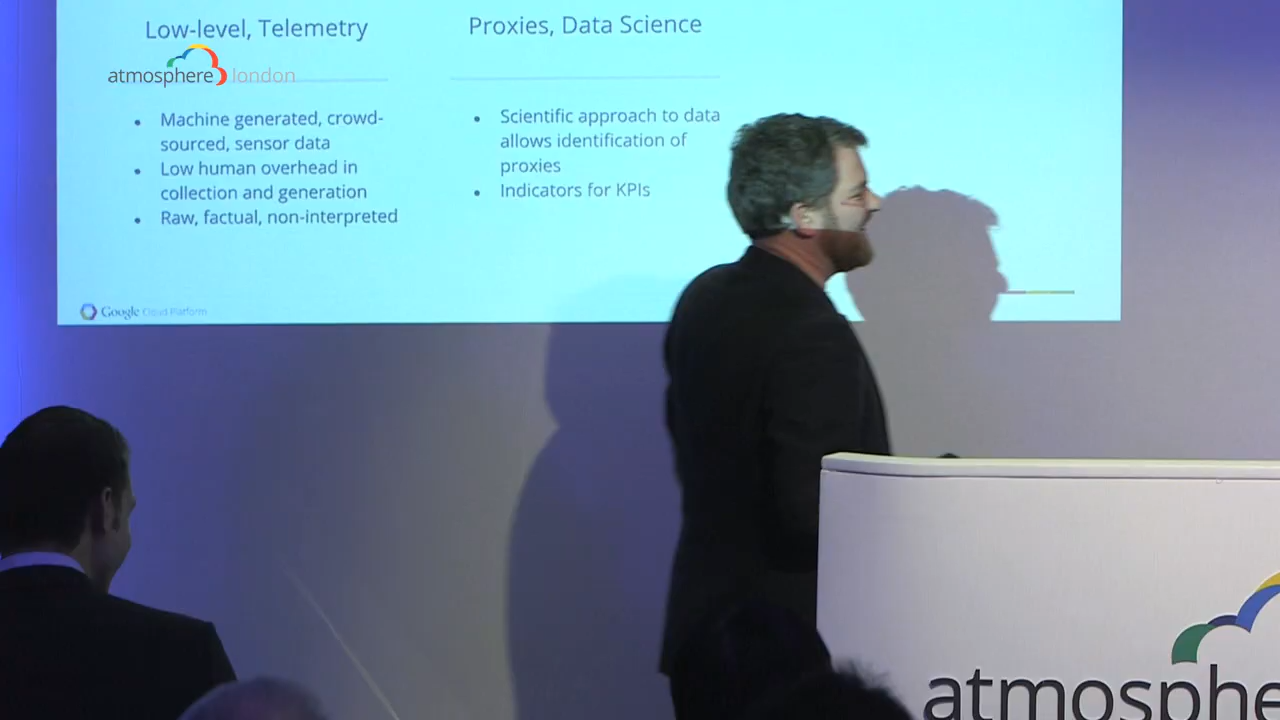 Low-level, Telemetry
Proxies, Data Science
atmosphere london
• Machine generated, crowd-
sourced, sensor data
• Low human overhead in
collection and generation
• Raw, factual, non-interpreted
• Scientific approach to data
allows identification of
proxies
• Indicators for KPIs
Google Cloud Platform
atmosphe